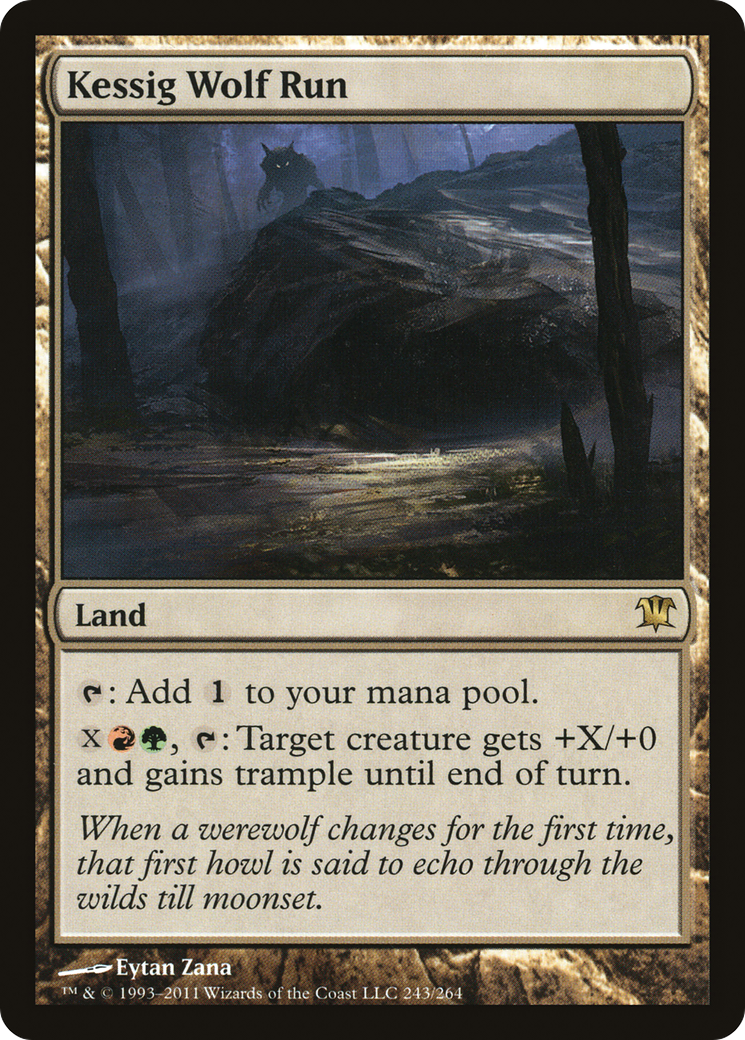 Kessig Wolf Run
Land
: Add 1 to your mana pool.
X, : Target creature gets +X/+0
and gains trample until end of turn.
When a werewolf changes for the first time,
that first howl is said to echo through the
wilds till moonset.
Eytan Zana
™ & © 1993–2011 Wizards of the Coast LLC 243/264